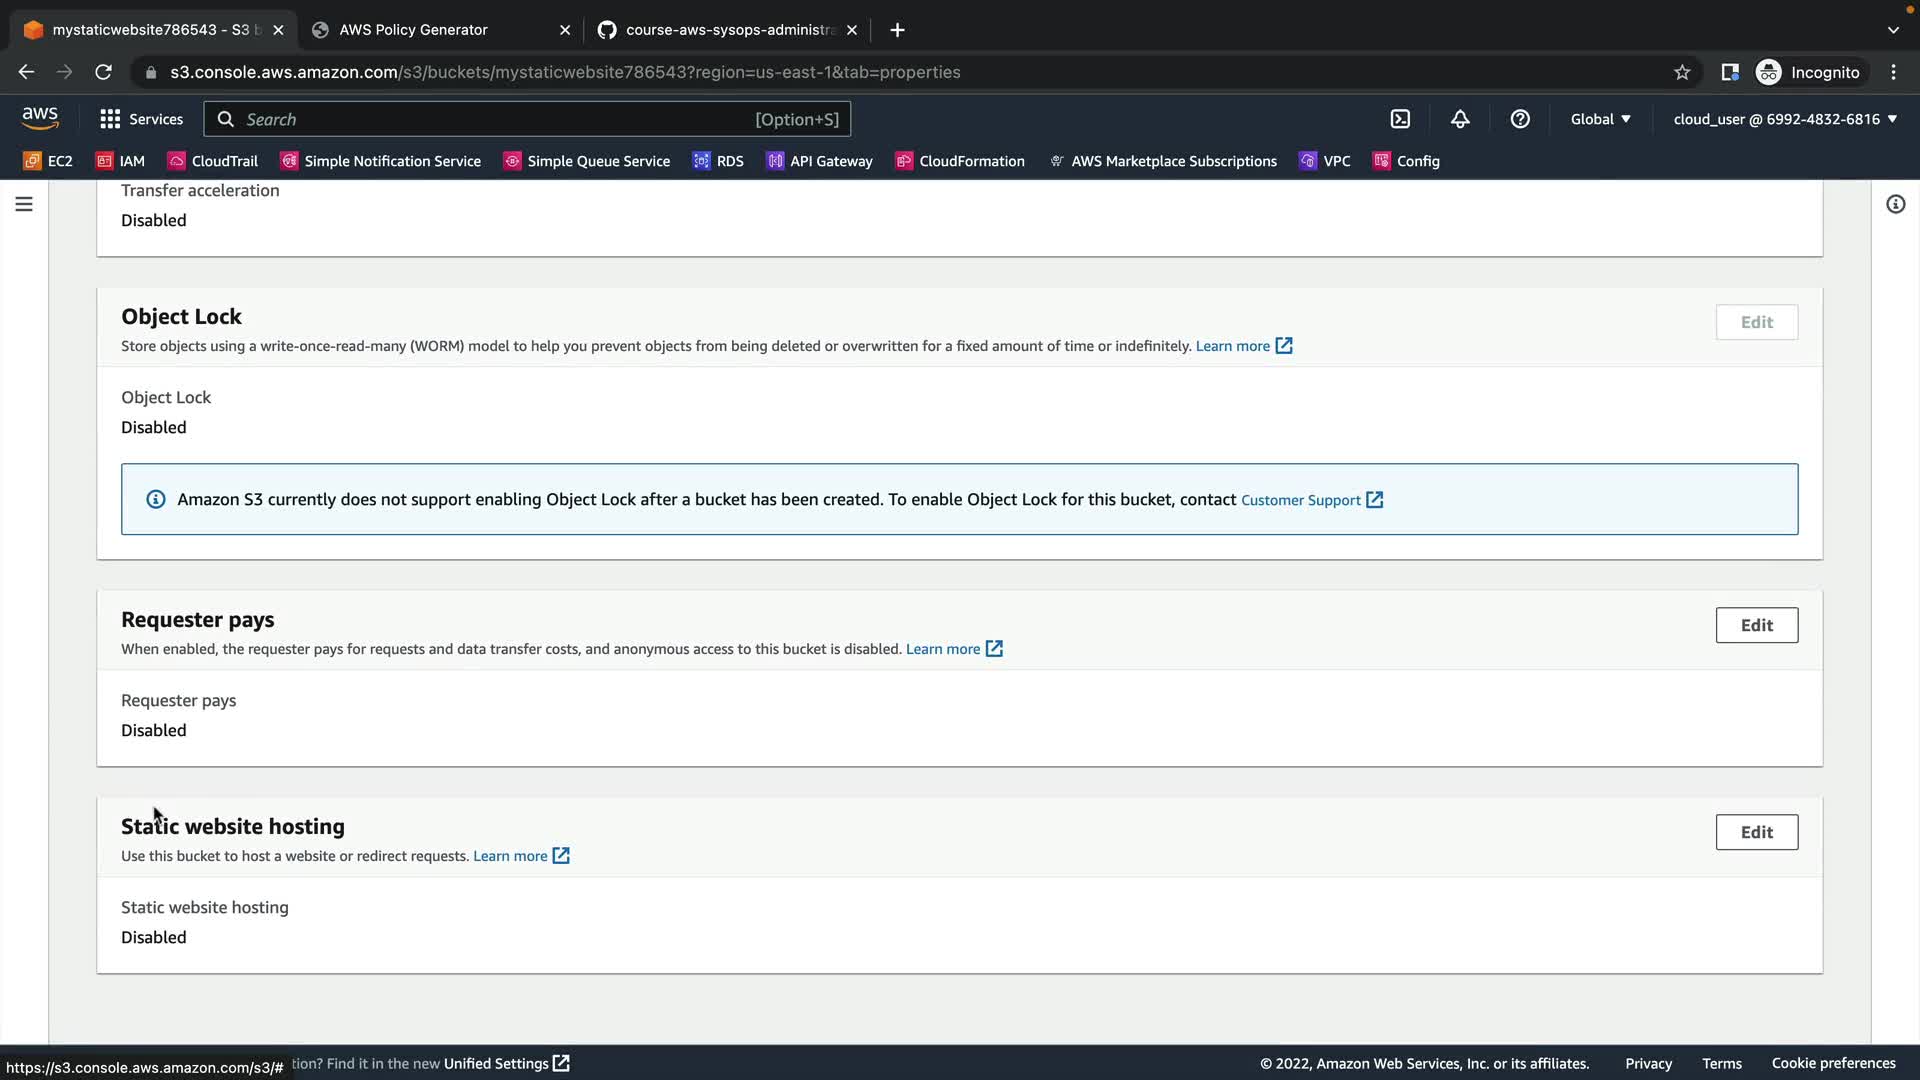 mystaticwebsite786543 - S3 b
AWS Policy Generator
course-aws-sysops-administra
s3.console.aws.amazon.com/s3/buckets/mystaticwebsite786543?region=us-east-1&tab=properties
Incognito
aws
Services
Search
[Option+S]
Global
cloud_user @ 6992-4832-6816
EC2
IAM
CloudTrail
Simple Notification Service
Simple Queue Service
RDS
API Gateway
CloudFormation
AWS Marketplace Subscriptions
VPC
Config
Transfer acceleration
Disabled
Object Lock
Edit
Store objects using a write-once-read-many (WORM) model to help you prevent objects from being deleted or overwritten for a fixed amount of time or indefinitely. Learn more
Object Lock
Disabled
Amazon S3 currently does not support enabling Object Lock after a bucket has been created. To enable Object Lock for this bucket, contact Customer Support
Requester pays
Edit
When enabled, the requester pays for requests and data transfer costs, and anonymous access to this bucket is disabled. Learn more
Requester pays
Disabled
Static website hosting
Edit
Use this bucket to host a website or redirect requests. Learn more
Static website hosting
Disabled
https://s3.console.aws.amazon.com/s3/#
tion? Find it in the new Unified Settings
© 2022, Amazon Web Services, Inc. or its affiliates.
Privacy
Terms
Cookie preferences